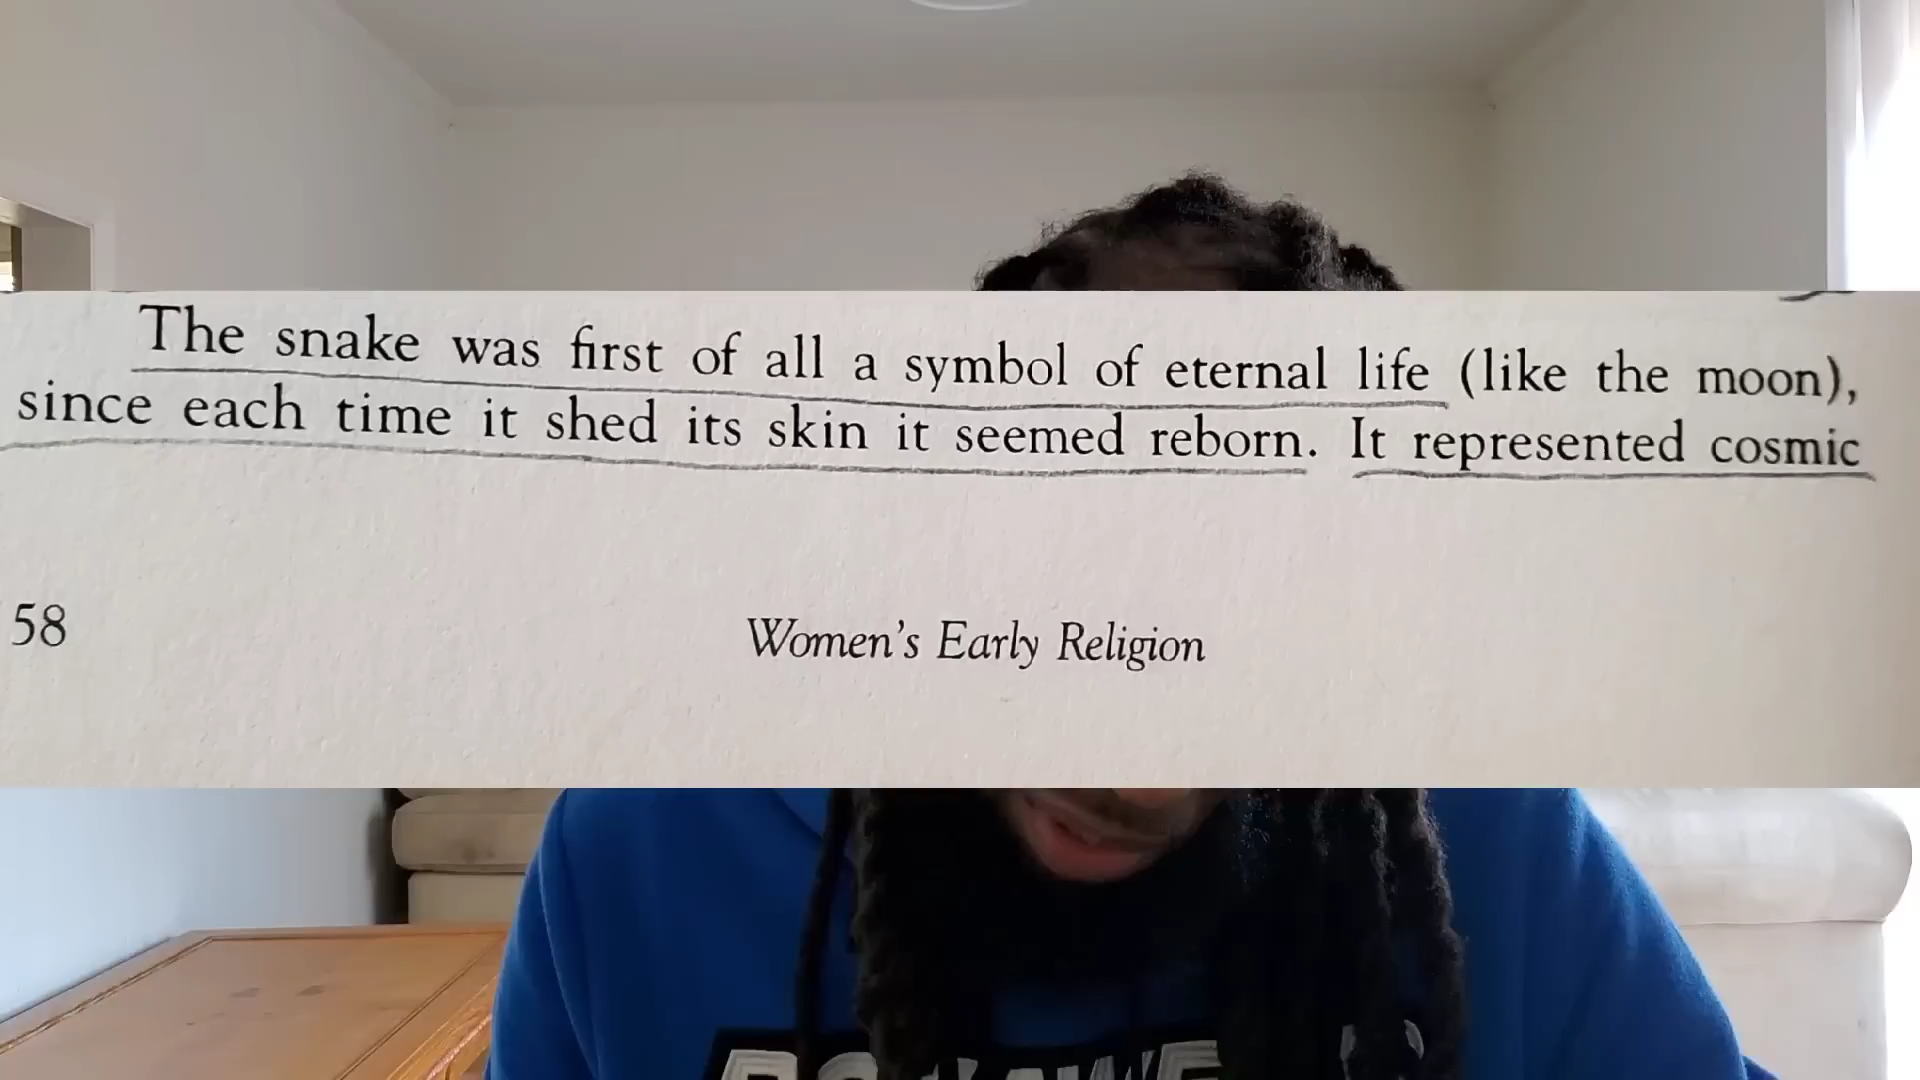 The snake was first of all a symbol of eternal life (like the moon),
since each time it shed its skin it seemed reborn. It represented cosmic
58
Women's Early Religion